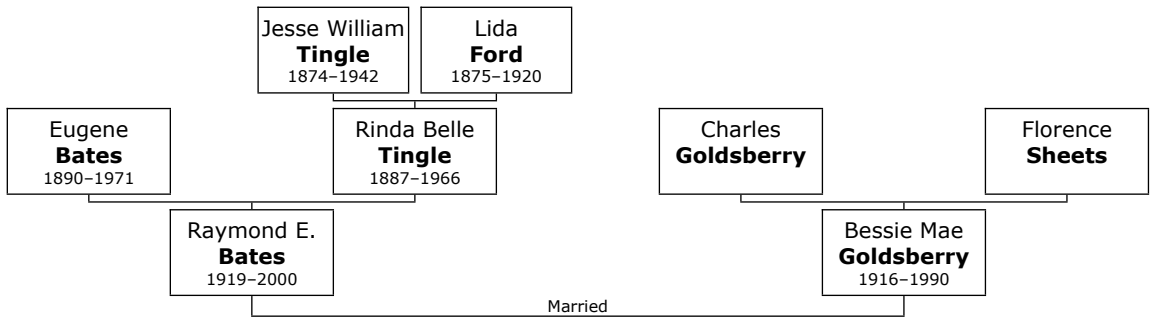 Jesse William
Tingle
1874–1942
Lida
Ford
1875–1920
Eugene
Bates
1890–1971
Rinda Belle
Tingle
1887–1966
Charles
Goldsberry
Florence
Sheets
Raymond E.
Bates
1919–2000
Bessie Mae
Goldsberry
1916–1990
Married